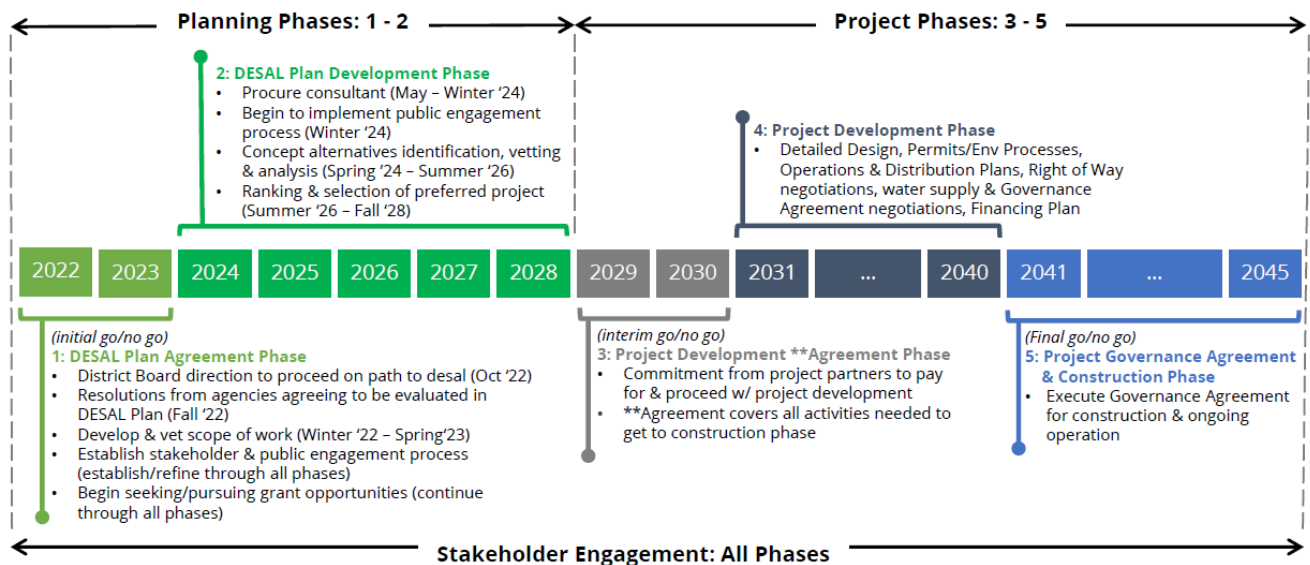 Planning Phases: 1 - 2
Project Phases: 3 - 5
2: DESAL Plan Development Phase
• Procure consultant (May – Winter ‘24)
• Begin to implement public engagement
process (Winter ‘24)
• Concept alternatives identification, vetting
& analysis (Spring ‘24 – Summer ‘26)
• Ranking & selection of preferred project
(Summer ‘26 – Fall ‘28)
4: Project Development Phase
• Detailed Design, Permits/Env Processes,
Operations & Distribution Plans, Right of Way
negotiations, water supply & Governance
Agreement negotiations, Financing Plan
2022 2023 2024 2025 2026 2027 2028 2029 2030 2031 ... 2040 2041 ... 2045
(initial go/no go)
1: DESAL Plan Agreement Phase
• District Board direction to proceed on path to desal (Oct ‘22)
• Resolutions from agencies agreeing to be evaluated in
DESAL Plan (Fall ‘22)
• Develop & vet scope of work (Winter ‘22 – Spring‘23)
• Establish stakeholder & public engagement process
(establish/refine through all phases)
• Begin seeking/pursuing grant opportunities (continue
through all phases)
(interim go/no go)
3: Project Development **Agreement Phase
• Commitment from project partners to pay
for & proceed w/ project development
• **Agreement covers all activities needed to
get to construction phase
(Final go/no go)
5: Project Governance Agreement
& Construction Phase
• Execute Governance Agreement
for construction & ongoing
operation
Stakeholder Engagement: All Phases